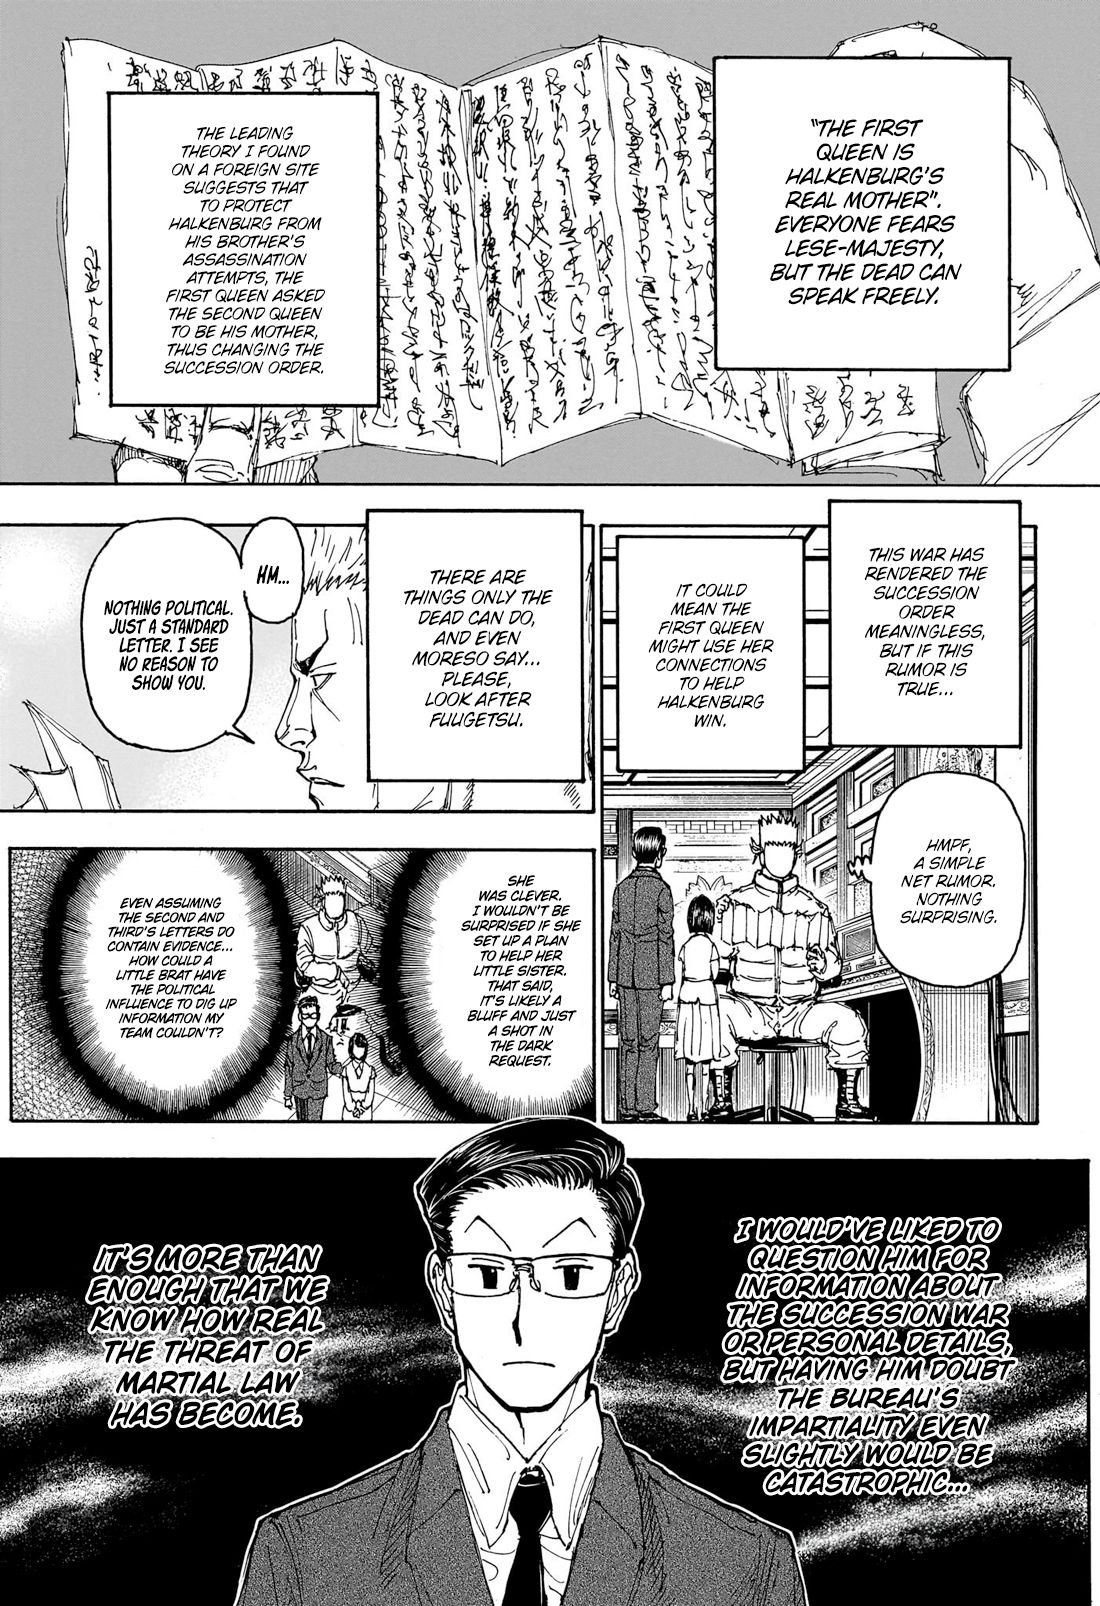 "THE FIRST
QUEEN IS
HALKENBURG'S
REAL MOTHER".
EVERYONE FEARS
LESE-MAJESTY,
BUT THE DEAD CAN
SPEAK FREELY.
THE LEADING
THEORY I FOUND
ON A FOREIGN SITE
SUGGESTS THAT
TO PROTECT
HALKENBURG FROM
HIS BROTHER'S
ASSASSINATION
ATTEMPTS, THE
FIRST QUEEN ASKED
THE SECOND QUEEN
TO BE HIS MOTHER,
THUS CHANGING THE
SUCCESSION ORDER.
THIS WAR HAS
RENDERED THE
SUCCESSION
ORDER
MEANINGLESS,
BUT IF THIS
RUMOR IS
TRUE...
IT COULD
MEAN THE
FIRST QUEEN
MIGHT USE HER
CONNECTIONS
TO HELP
HALKENBURG
WIN.
HMPF,
A SIMPLE
NET RUMOR.
NOTHING
SURPRISING.
THERE ARE
THINGS ONLY THE
DEAD CAN DO,
AND EVEN
MORESO SAY...
PLEASE,
LOOK AFTER
FUUGETSU.
HM...
NOTHING POLITICAL.
JUST A STANDARD
LETTER. I SEE
NO REASON TO
SHOW YOU.
SHE
WAS CLEVER.
I WOULDN'T BE
SURPRISED IF SHE
SET UP A PLAN
TO HELP HER
LITTLE SISTER.
THAT SAID,
IT'S LIKELY A
BLUFF AND JUST
A SHOT IN
THE DARK
REQUEST.
EVEN ASSUMING
THE SECOND AND
THIRD'S LETTERS DO
CONTAIN EVIDENCE...
HOW COULD A
LITTLE BRAT HAVE
THE POLITICAL
INFLUENCE TO DIG UP
INFORMATION MY
TEAM COULDN'T?
I WOULD'VE LIKED TO
QUESTION HIM FOR
INFORMATION ABOUT
THE SUCCESSION WAR
OR PERSONAL DETAILS,
BUT HAVING HIM DOUBT
THE BUREAU'S
IMPARTIALITY EVEN
SLIGHTLY WOULD BE
CATASTROPHIC...
IT'S MORE THAN
ENOUGH THAT WE
KNOW HOW REAL
THE THREAT OF
MARTIAL LAW
HAS BECOME.